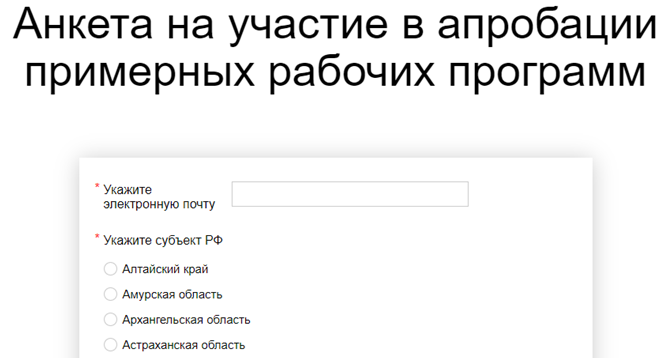 Анкета на участие в апробации
примерных рабочих программ
* Укажите
электронную почту
* Укажите субъект РФ
Алтайский край
Амурская область
Архангельская область
Астраханская область